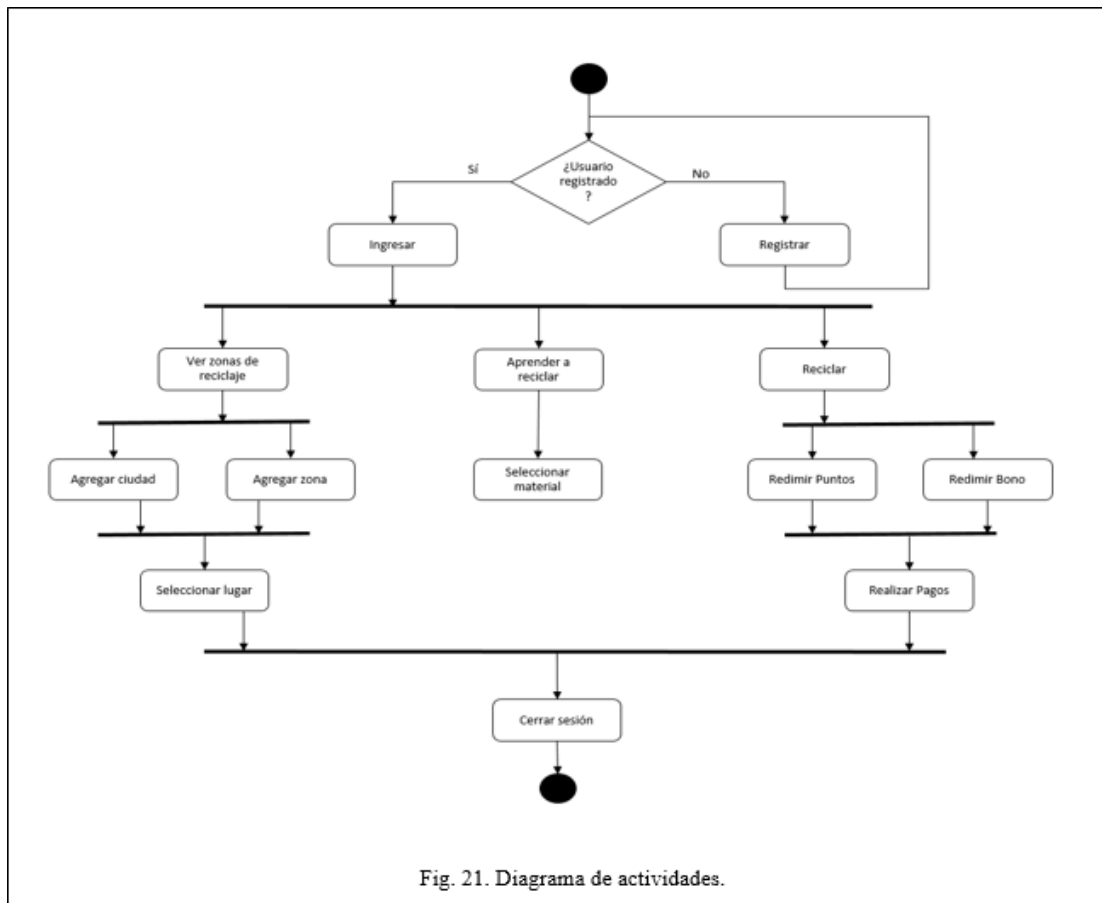 ¿Usuario
registrado
?
Sí
No
Ingresar
Registrar
Ver zonas de
reciclaje
Aprender a
reciclar
Reciclar
Agregar ciudad
Agregar zona
Seleccionar
material
Redimir Puntos
Redimir Bono
Seleccionar lugar
Realizar Pagos
Cerrar sesión
Fig. 21. Diagrama de actividades.